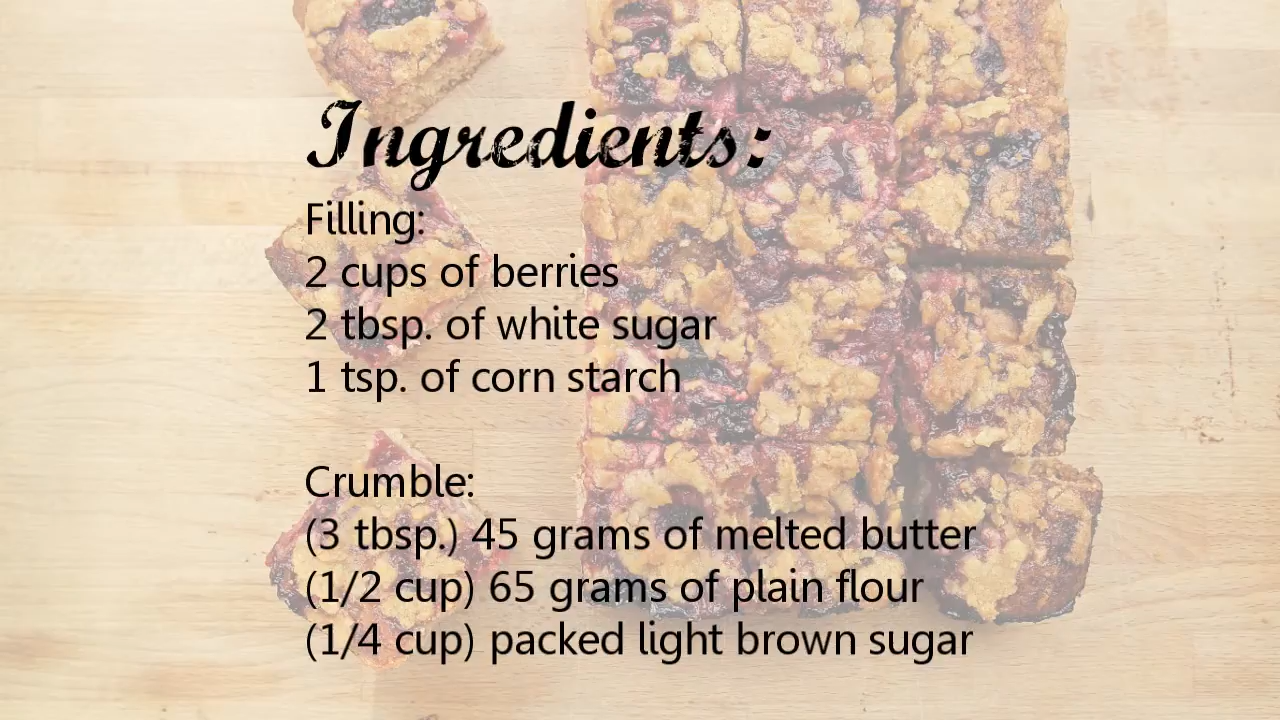 Ingredients:
Filling:
2 cups of berries
2 tbsp. of white sugar
1 tsp. of corn starch
Crumble:
(3 tbsp.) 45 grams of melted butter
(1/2 cup) 65 grams of plain flour
(1/4 cup) packed light brown sugar